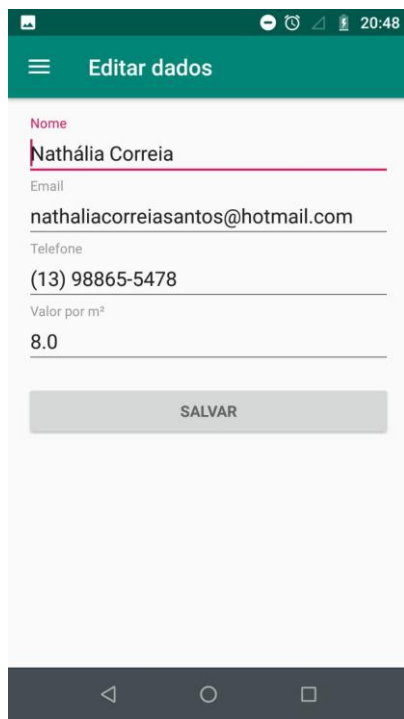 20:48
Editar dados
Nome
Nathália Correia
Email
nathaliacorreiasantos@hotmail.com
Telefone
(13) 98865-5478
Valor por m²
8.0
SALVAR